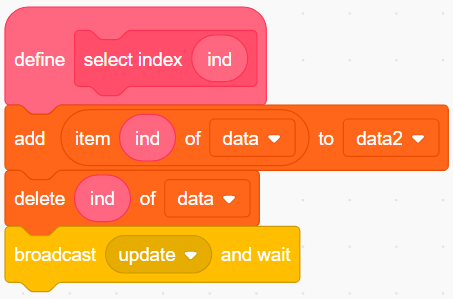 define select index ind
add item ind of data to data2
delete ind of data
broadcast update and wait